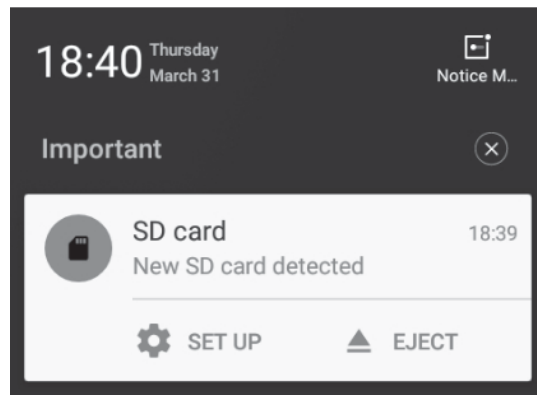 18:40
Thursday
March 31
Notice M...
Important
SD card
18:39
New SD card detected
SET UP
EJECT